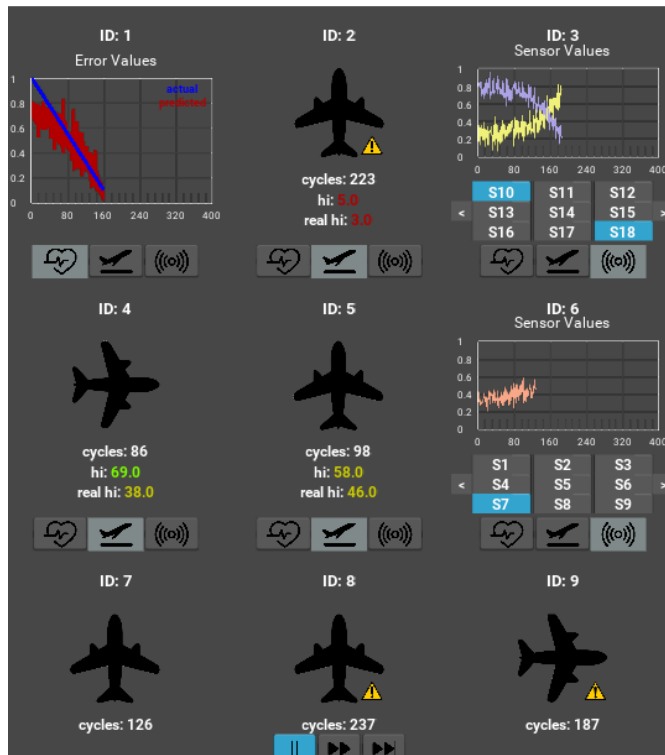 ID: 1
Error Values
1
0.8
0.6
0.4
0.2
0
actual
predicted
0 80 160 240 320 400
ID: 2
cycles: 223
hi: 5.0
real hi: 3.0
ID: 3
Sensor Values
1
0.8
0.6
0.4
0.2
0
0 80 160 240 320 400
S10 S11 S12
< S13 S14 S15 >
S16 S17 S18
ID: 4
cycles: 86
hi: 69.0
real hi: 38.0
ID: 5
cycles: 98
hi: 58.0
real hi: 46.0
ID: 6
Sensor Values
1
0.8
0.6
0.4
0.2
0
0 80 160 240 320 400
S1 S2 S3
< S4 S5 S6 >
S7 S8 S9
ID: 7
cycles: 126
ID: 8
cycles: 237
ID: 9
cycles: 187